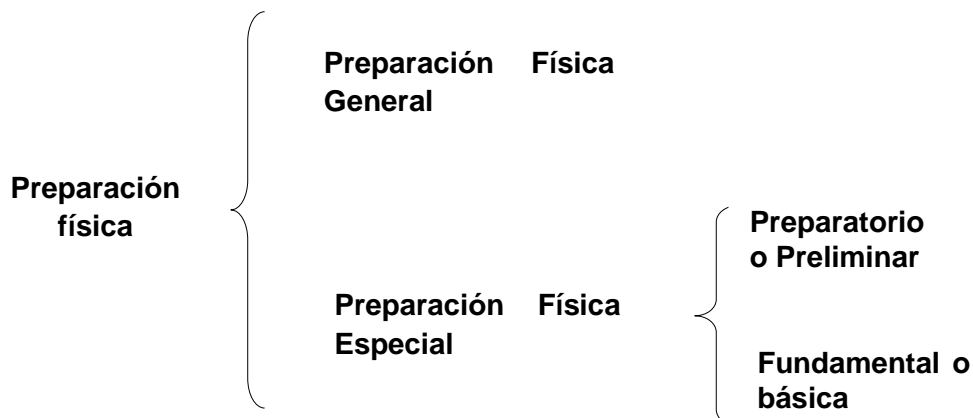 Preparación física
Preparación Física
General
Preparación Física
Especial
Preparatorio
o Preliminar
Fundamental o
básica